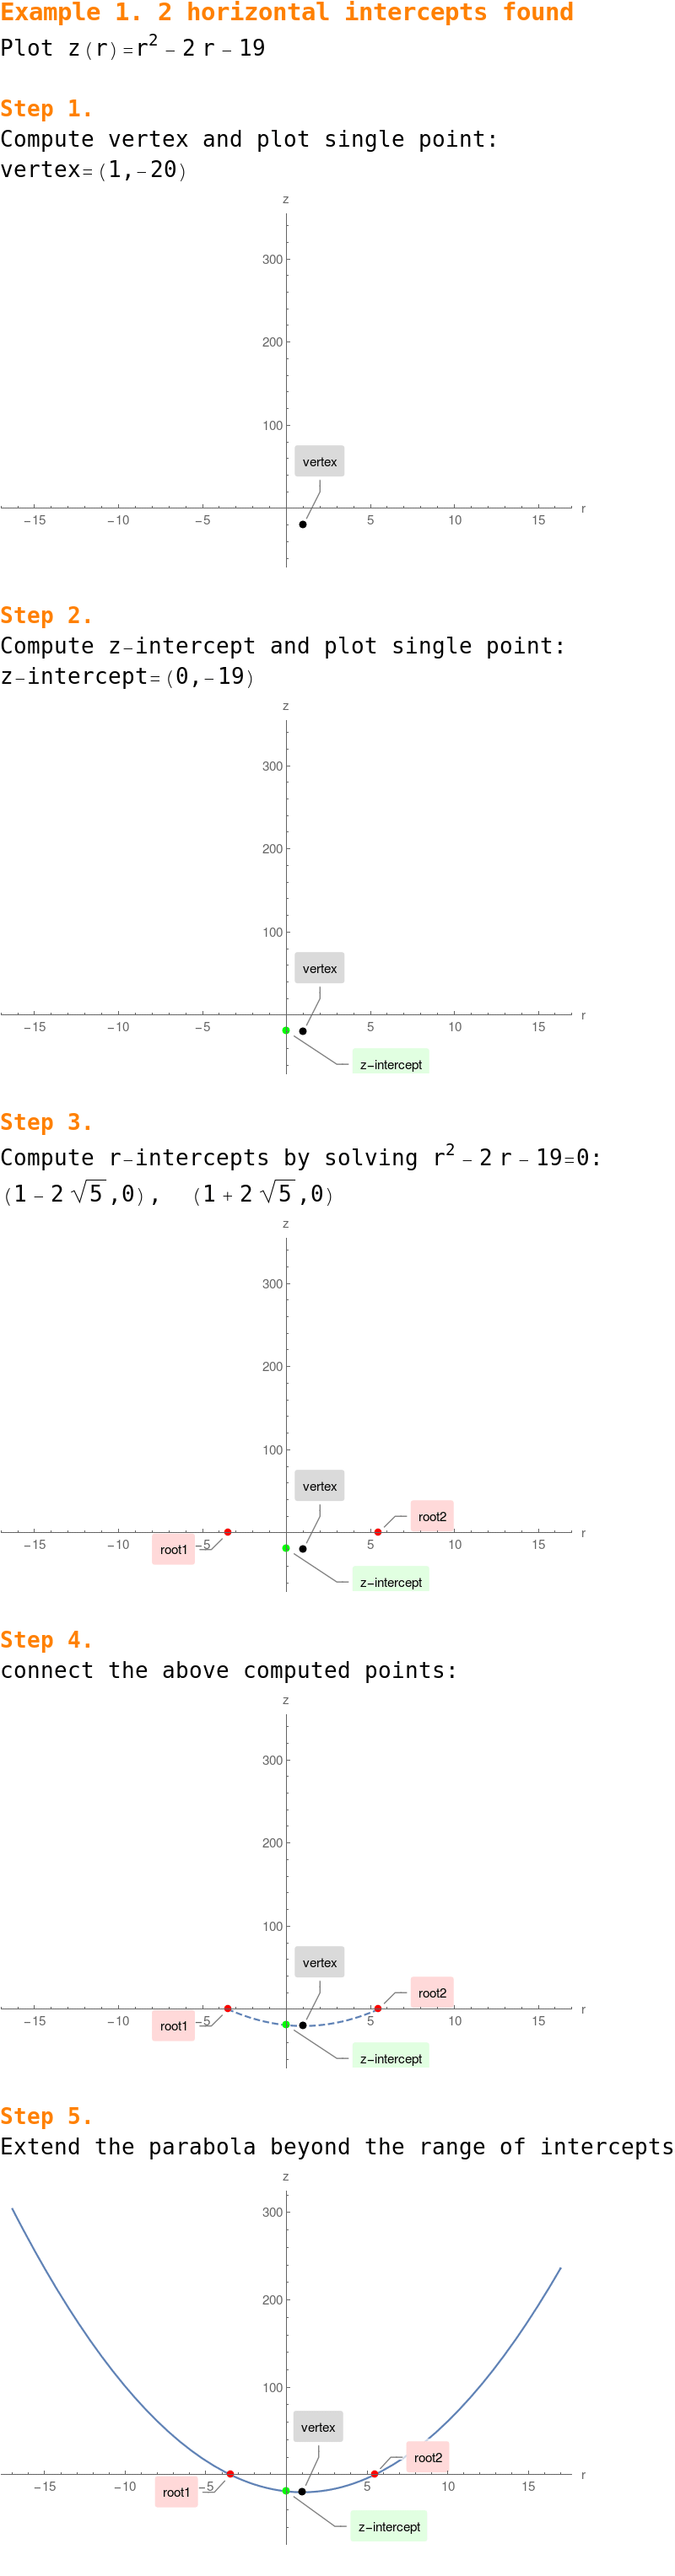 Example 1. 2 horizontal intercepts found
Plot z(r)=r² - 2 r - 19
Step 1.
Compute vertex and plot single point:
vertex=(1,-20)
z
300
200
100
vertex
-15 -10 -5 5 10 15 r
Step 2.
Compute z-intercept and plot single point:
z-intercept=(0,-19)
z
300
200
100
vertex
-15 -10 -5 5 10 15 r
z-intercept
Step 3.
Compute r-intercepts by solving r² - 2 r - 19=0:
(1 - 2 √5,0), (1 + 2 √5,0)
z
300
200
100
vertex
root2
-15 -10 -5 5 10 15 r
root1
z-intercept
Step 4.
connect the above computed points:
z
300
200
100
vertex
root2
-15 -10 -5 5 10 15 r
root1
z-intercept
Step 5.
Extend the parabola beyond the range of intercepts
z
300
200
100
vertex
root2
-15 -10 -5 5 10 15 r
root1
z-intercept